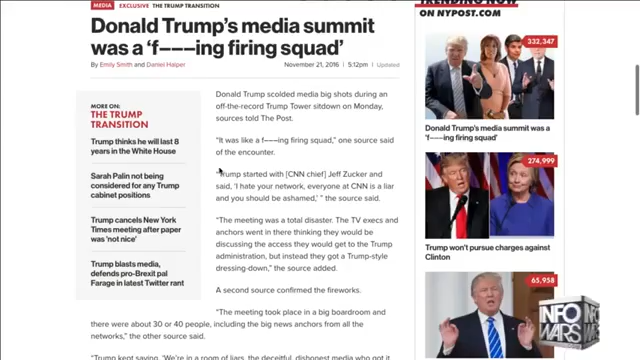 MEDIA EXCLUSIVE THE TRUMP TRANSITION
Donald Trump's media summit
was a 'f–––ing firing squad'
By Emily Smith and Daniel Halper
November 21, 2016 | 5:12pm | Updated
MORE ON:
THE TRUMP
TRANSITION
Trump thinks he will last 8
years in the White House
Sarah Palin not being
considered for any Trump
cabinet positions
Trump cancels New York
Times meeting after paper
was 'not nice'
Trump blasts media,
defends pro-Brexit pal
Farage in latest Twitter rant
Donald Trump scolded media big shots during an
off-the-record Trump Tower sitdown on Monday,
sources told The Post.
"It was like a f–––ing firing squad," one source said
of the encounter.
"Trump started with [CNN chief] Jeff Zucker and
said, 'I hate your network, everyone at CNN is a liar
and you should be ashamed,' " the source said.
"The meeting was a total disaster. The TV execs and
anchors went in there thinking they would be
discussing the access they would get to the Trump
administration, but instead they got a Trump-style
dressing-down," the source added.
A second source confirmed the fireworks.
"The meeting took place in a big boardroom and
there were about 30 or 40 people, including the big news anchors from all the
networks," the other source said.
"Trump kept saying, 'We're in a room of liars, the deceitful, dishonest media who got it
TRENDING NOW
ON NYPOST.COM
332,347
Donald Trump's media summit was a
'f–––ing firing squad'
274,999
Trump won't pursue charges against
Clinton
65,958
INFO
WARS